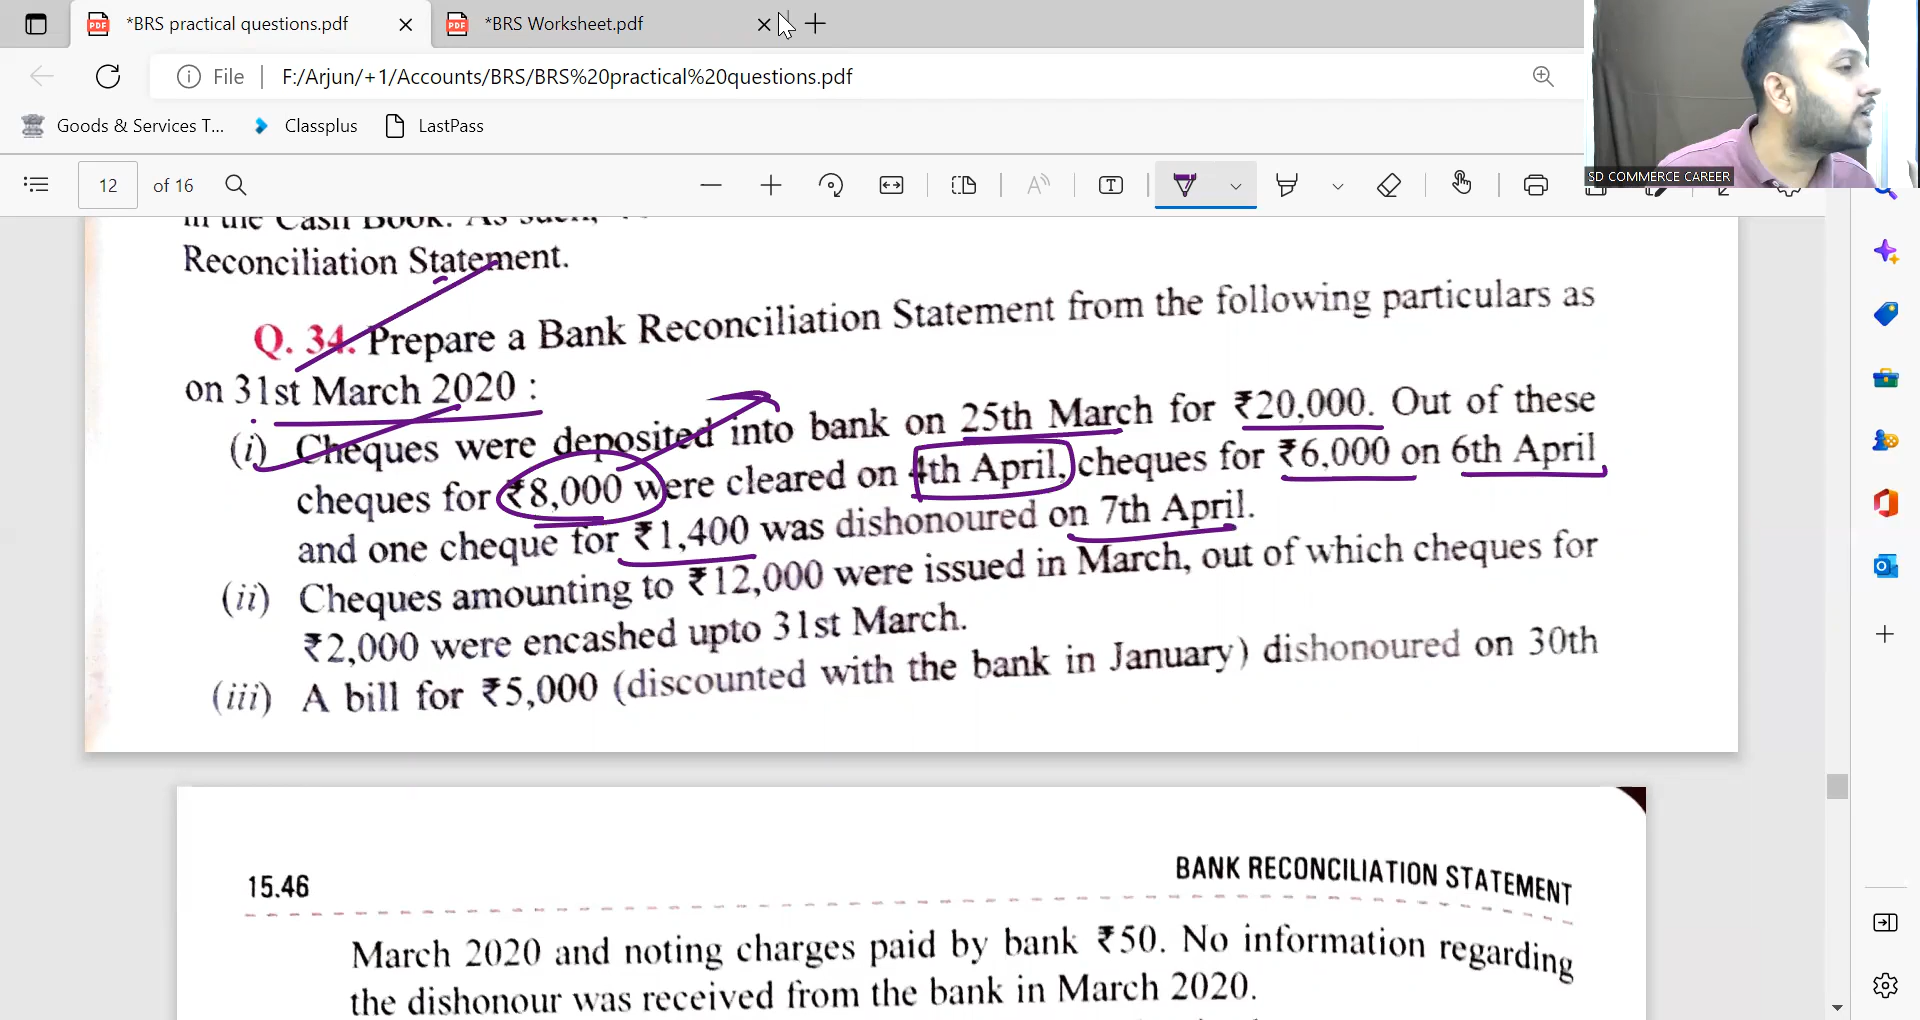 *BRS practical questions.pdf
*BRS Worksheet.pdf
File
F:/Arjun/+1/Accounts/BRS/BRS%20practical%20questions.pdf
Goods & Services T...
Classplus
LastPass
12 of 16
SD COMMERCE CAREER
in the Cash Book. As such,
Reconciliation Statement.
Q. 34. Prepare a Bank Reconciliation Statement from the following particulars as
on 31st March 2020 :
(i) Cheques were deposited into bank on 25th March for ₹20,000. Out of these
cheques for ₹8,000 were cleared on 4th April, cheques for ₹6,000 on 6th April
and one cheque for ₹1,400 was dishonoured on 7th April.
(ii) Cheques amounting to ₹12,000 were issued in March, out of which cheques for
₹2,000 were encashed upto 31st March.
(iii) A bill for ₹5,000 (discounted with the bank in January) dishonoured on 30th
15.46
BANK RECONCILIATION STATEMENT
March 2020 and noting charges paid by bank ₹50. No information regarding
the dishonour was received from the bank in March 2020.